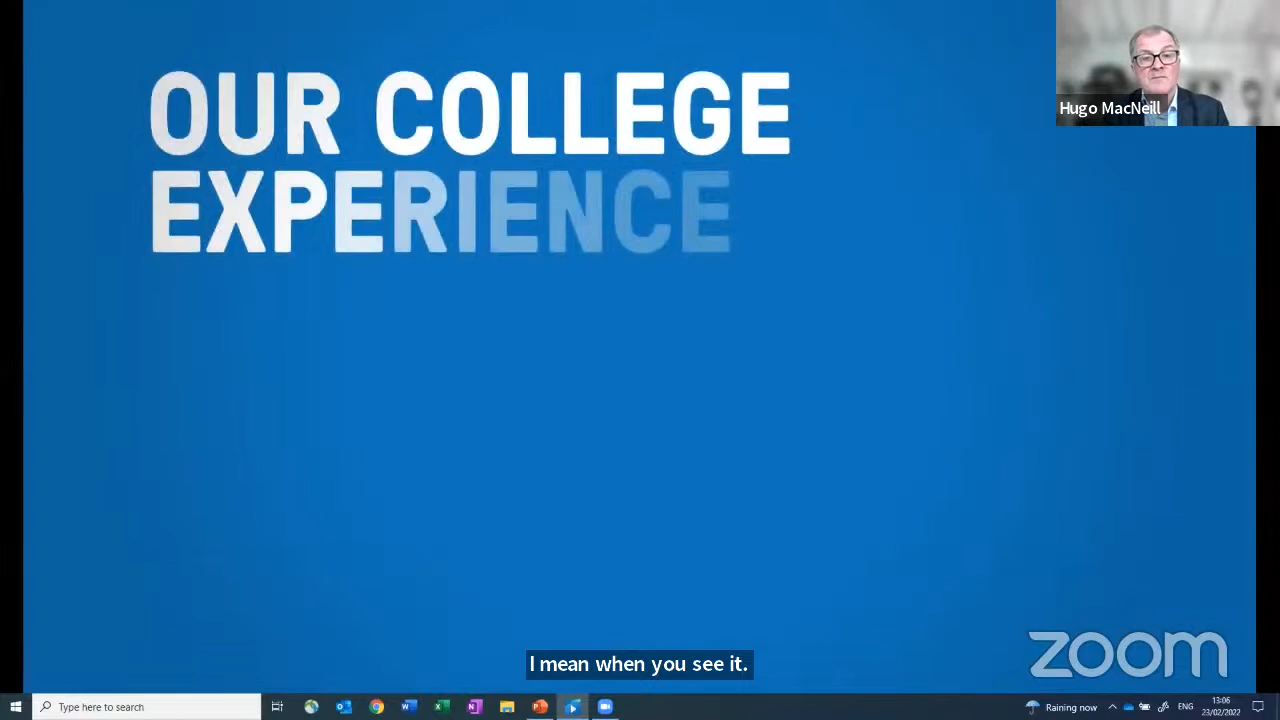 OUR COLLEGE
EXPERIENCE
Hugo MacNeill
I mean when you see it.
zoom
Type here to search
Raining now
ENG
13:06
23/02/2022